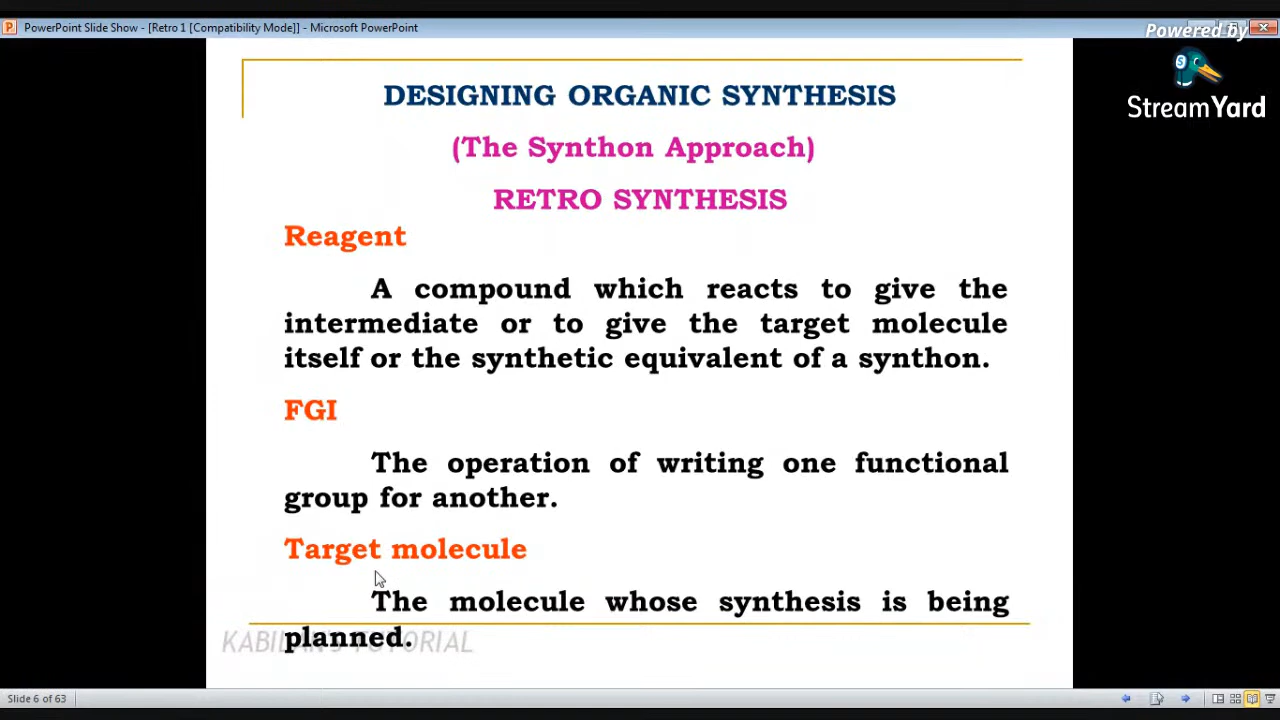 PowerPoint Slide Show - [Retro 1 [Compatibility Mode]] - Microsoft PowerPoint
Powered by
StreamYard
DESIGNING ORGANIC SYNTHESIS
(The Synthon Approach)
RETRO SYNTHESIS
Reagent
A compound which reacts to give the
intermediate or to give the target molecule
itself or the synthetic equivalent of a synthon.
FGI
The operation of writing one functional
group for another.
Target molecule
The molecule whose synthesis is being
planned.
KABILAN'S TUTORIAL
Slide 6 of 63